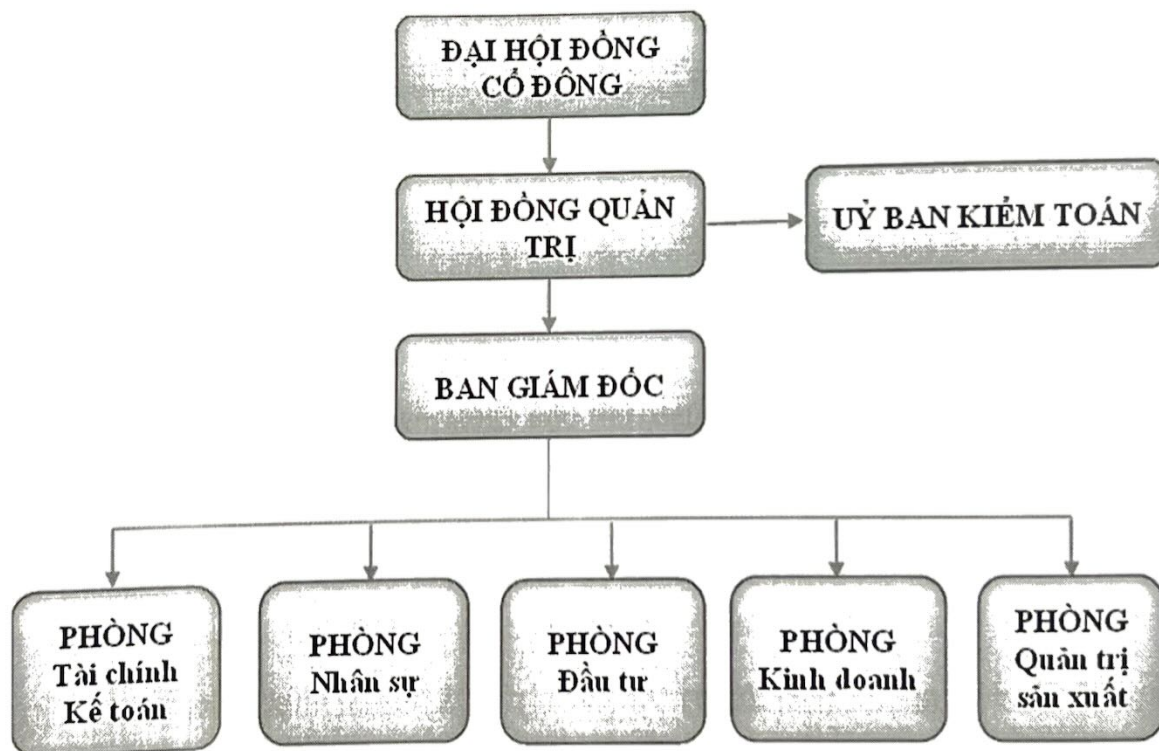 ĐẠI HỘI ĐỒNG
CỔ ĐÔNG
HỘI ĐỒNG QUẢN
TRỊ
UỶ BAN KIỂM TOÁN
BAN GIÁM ĐỐC
PHÒNG
Tài chính
Kế toán
PHÒNG
Nhân sự
PHÒNG
Đầu tư
PHÒNG
Kinh doanh
PHÒNG
Quản trị
sản xuất